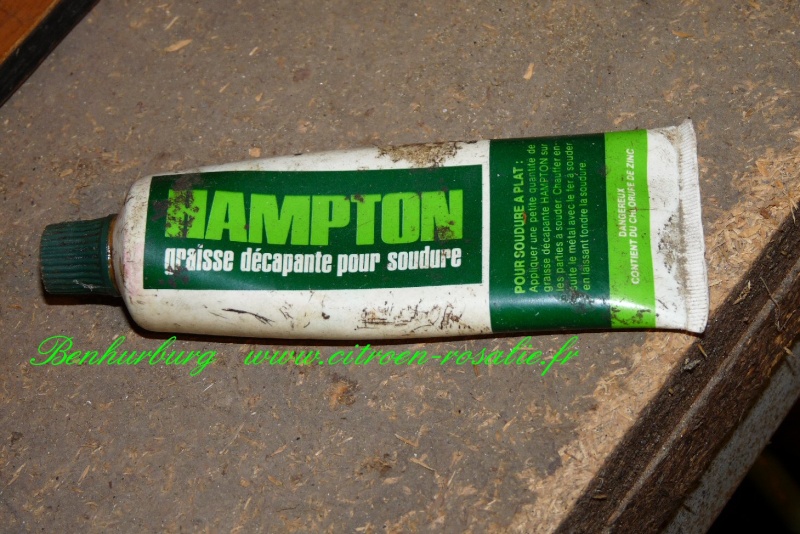 HAMPTON
graisse décapante pour soudure
POUR SOUDURE A PLAT :
Appliquer une petite quantité de
graisse décapante HAMPTON sur
les parties à souder. Chauffer en-
suite le métal avec le fer à souder
en laissant fondre la soudure.
DANGEREUX
CONTIENT DU CHLORURE DE ZINC
Benhurburg www.citroen-rosalie.fr